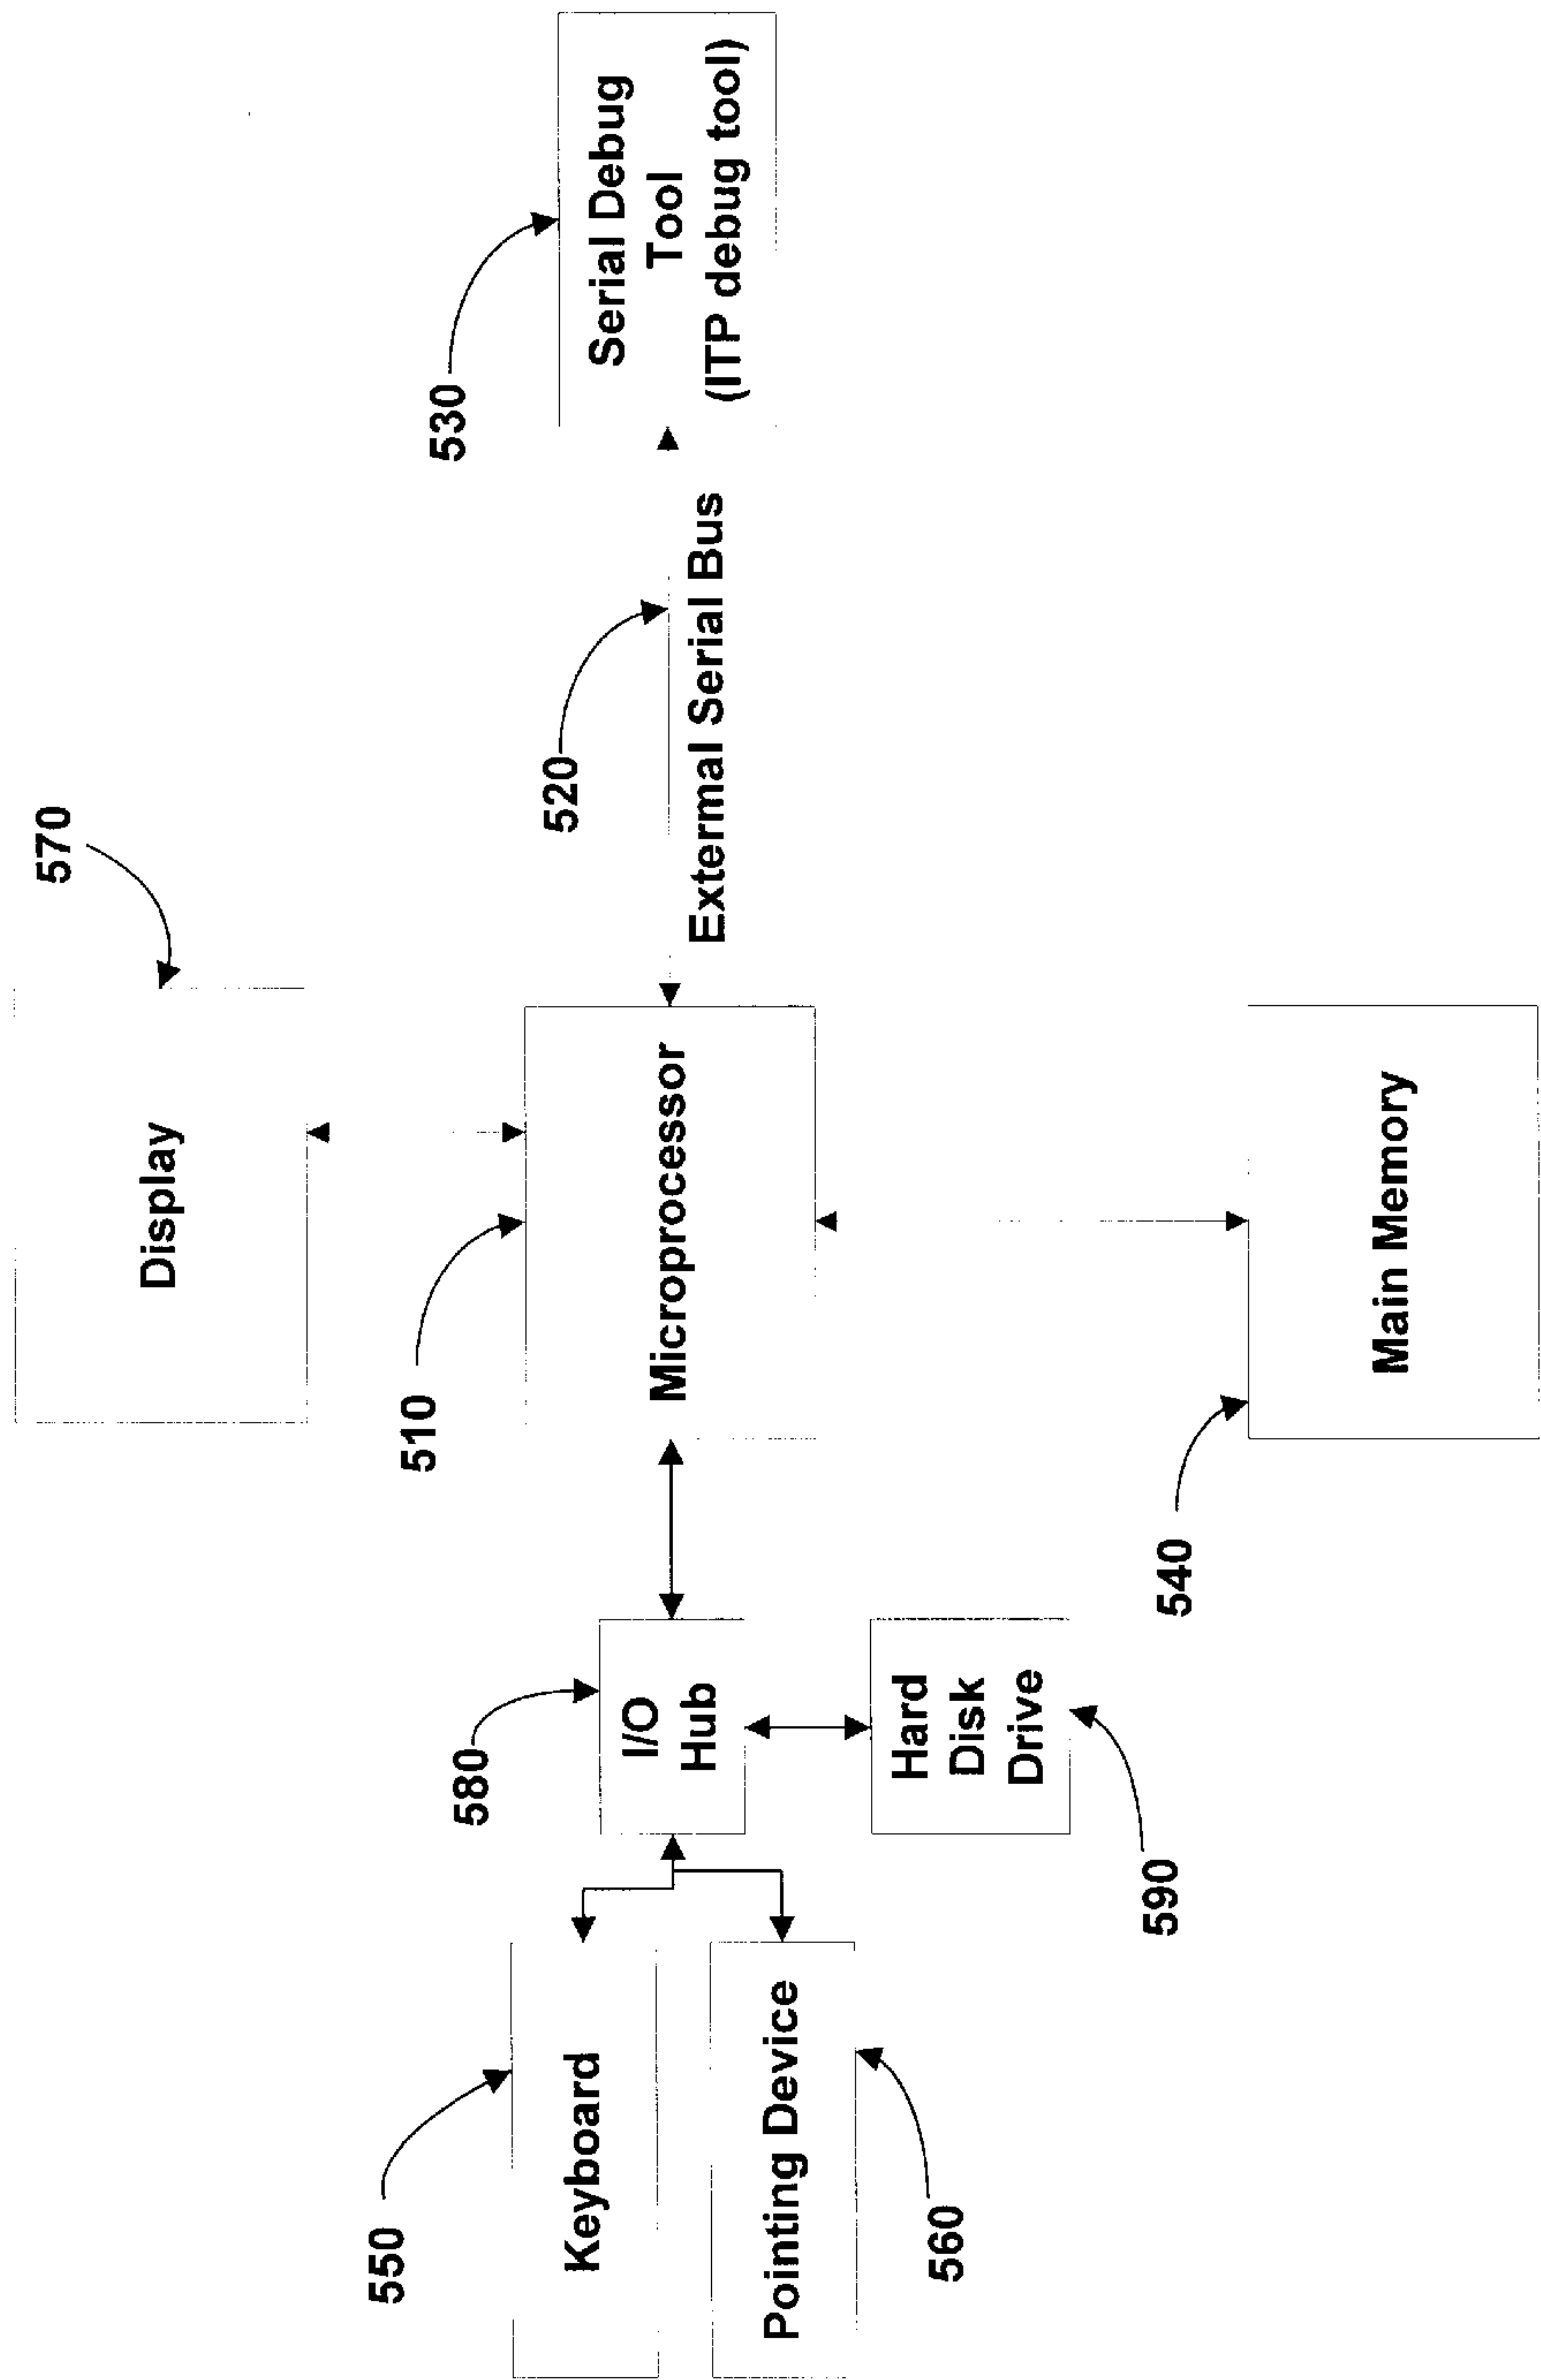 570
Display
550
Keyboard
560
Pointing Device
580
I/O
Hub
590
Hard
Disk
Drive
510
Microprocessor
520
External Serial Bus
530
Serial Debug
Tool
(ITP debug tool)
540
Main Memory